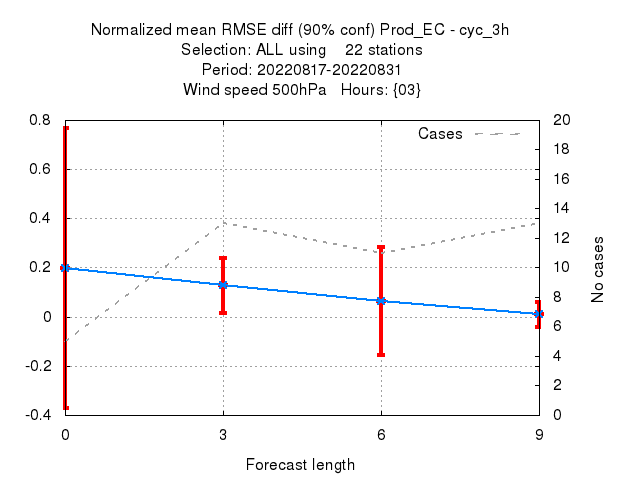 Normalized mean RMSE diff (90% conf) Prod_EC - cyc_3h
Selection: ALL using    22 stations
Period: 20220817-20220831
Wind speed 500hPa   Hours: {03}
Cases
0.8
0.6
0.4
0.2
0
-0.2
-0.4
20
18
16
14
12
10
8
6
4
2
0
No cases
0 3 6 9
Forecast length